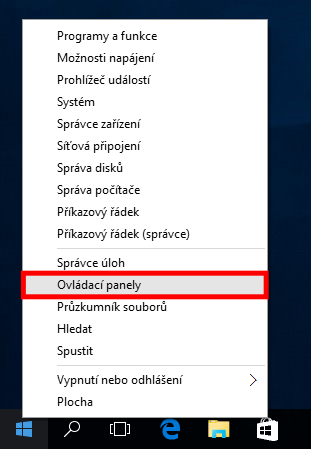 Programy a funkce
Možnosti napájení
Prohlížeč událostí
Systém
Správce zařízení
Síťová připojení
Správa disků
Správa počítače
Příkazový řádek
Příkazový řádek (správce)
Správce úloh
Ovládací panely
Průzkumník souborů
Hledat
Spustit
Vypnutí nebo odhlášení
Plocha